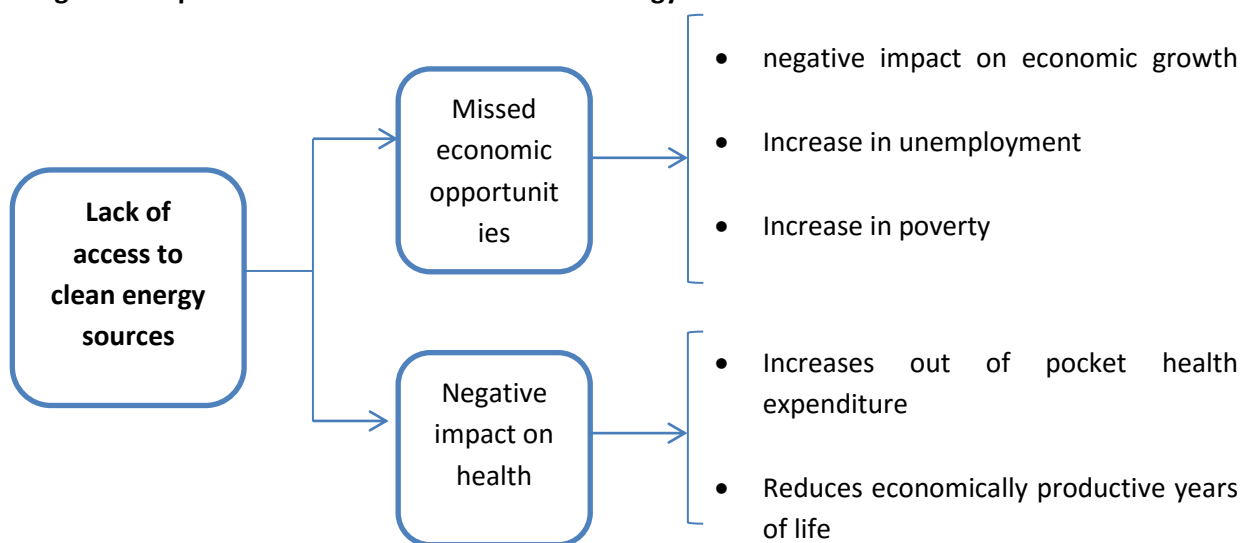 Lack of
access to
clean energy
sources
Missed
economic
opportunit
ies
• negative impact on economic growth
• Increase in unemployment
• Increase in poverty
Negative
impact on
health
• Increases out of pocket health
expenditure
• Reduces economically productive years
of life